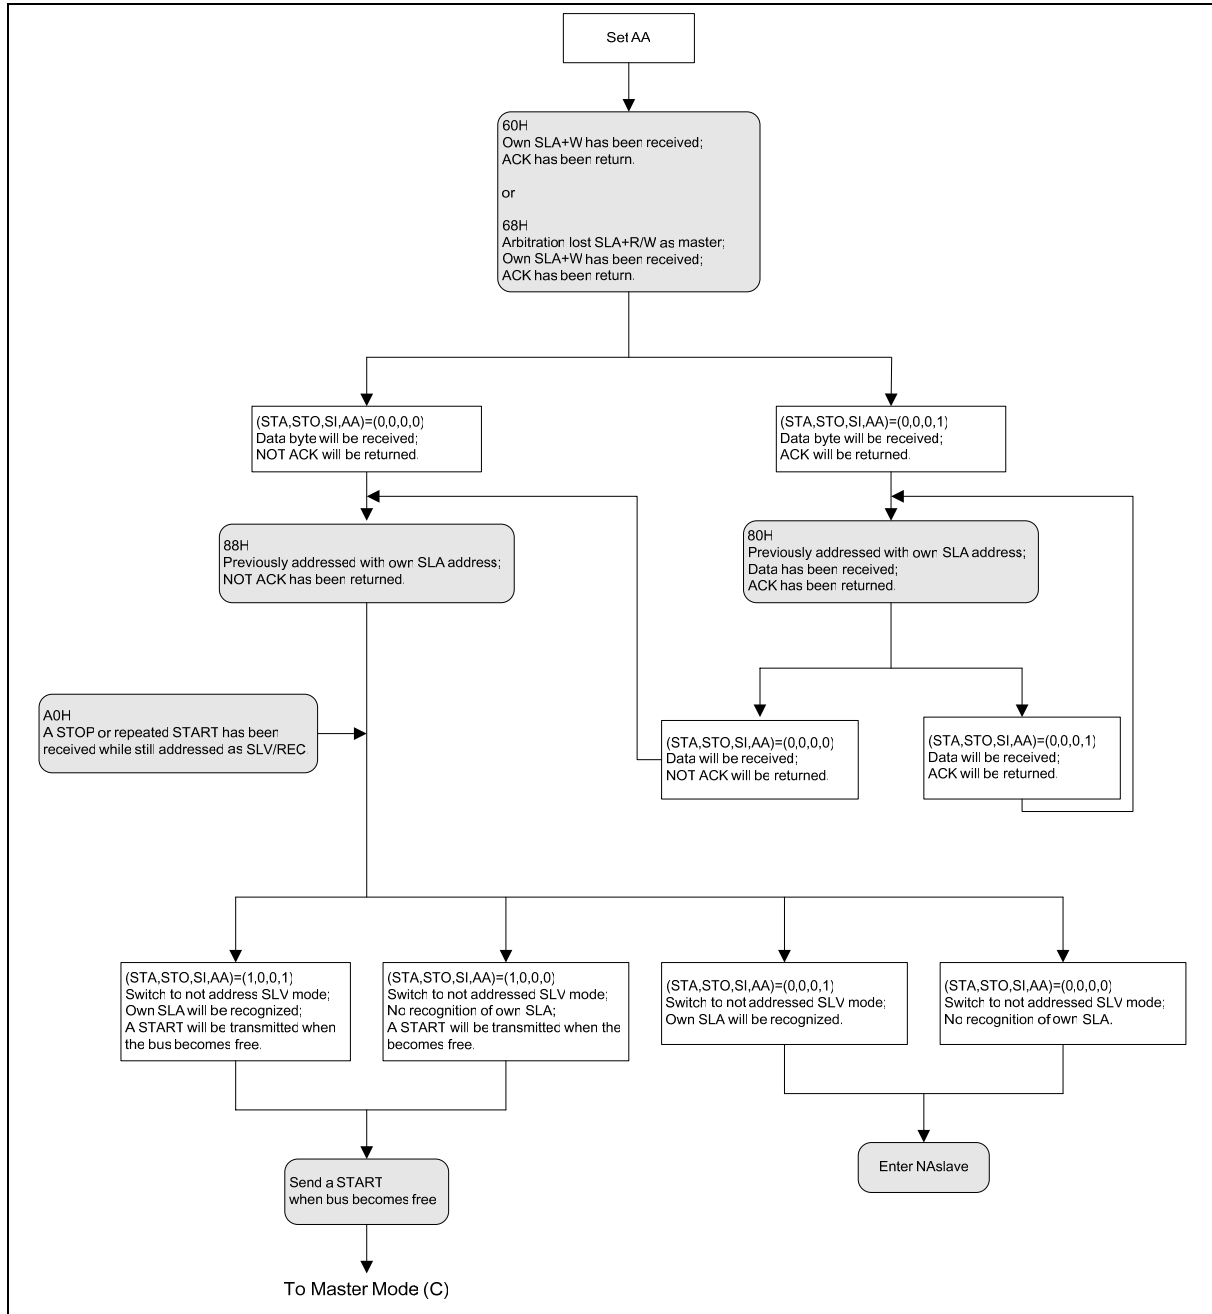 Set AA
60H
Own SLA+W has been received;
ACK has been return.
or
68H
Arbitration lost SLA+R/W as master;
Own SLA+W has been received;
ACK has been return.
(STA,STO,SI,AA)=(0,0,0,0)
Data byte will be received;
NOT ACK will be returned.
(STA,STO,SI,AA)=(0,0,0,1)
Data byte will be received;
ACK will be returned.
88H
Previously addressed with own SLA address;
NOT ACK has been returned.
80H
Previously addressed with own SLA address;
Data has been received;
ACK has been returned.
A0H
A STOP or repeated START has been
received while still addressed as SLV/REC
(STA,STO,SI,AA)=(0,0,0,0)
Data will be received;
NOT ACK will be returned.
(STA,STO,SI,AA)=(0,0,0,1)
Data will be received;
ACK will be returned.
(STA,STO,SI,AA)=(1,0,0,1)
Switch to not address SLV mode;
Own SLA will be recognized;
A START will be transmitted when
the bus becomes free.
(STA,STO,SI,AA)=(1,0,0,0)
Switch to not addressed SLV mode;
No recognition of own SLA;
A START will be transmitted when the
becomes free.
(STA,STO,SI,AA)=(0,0,0,1)
Switch to not addressed SLV mode;
Own SLA will be recognized.
(STA,STO,SI,AA)=(0,0,0,0)
Switch to not addressed SLV mode;
No recognition of own SLA.
Send a START
when bus becomes free
Enter NAslave
To Master Mode (C)